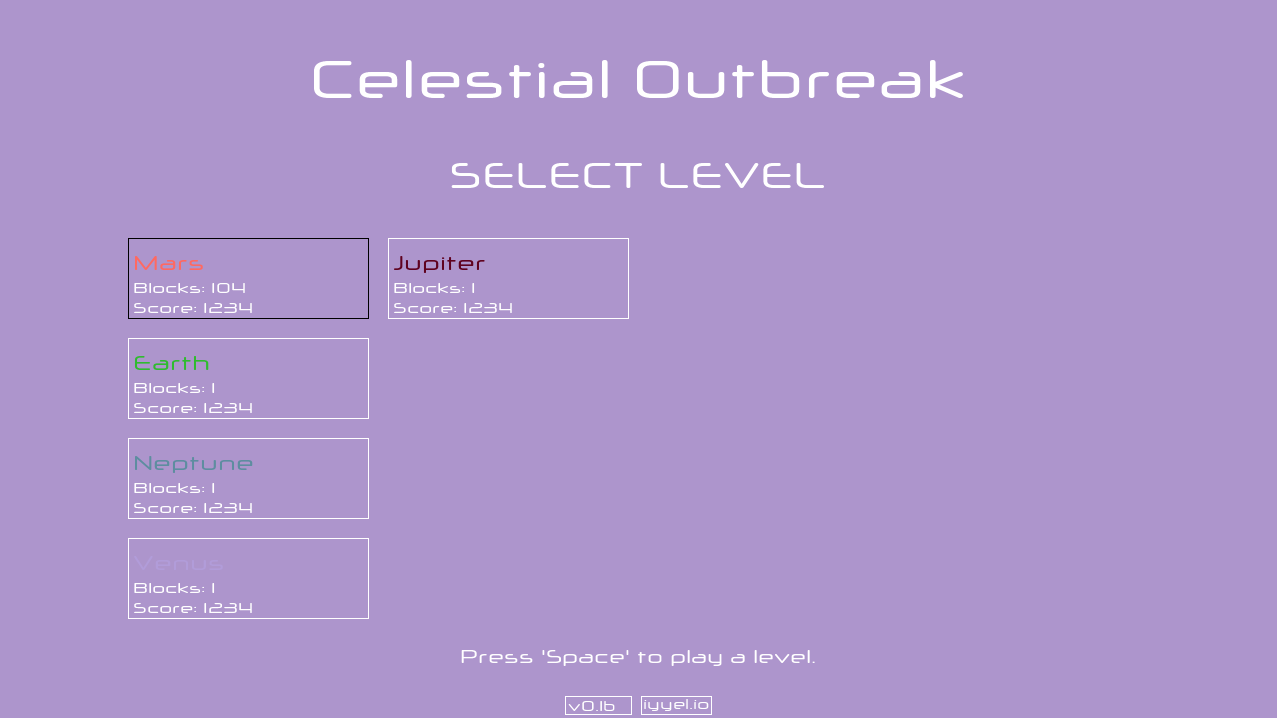 Celestial Outbreak
SELECT LEVEL
Mars
Blocks: 104
Score: 1234
Jupiter
Blocks: 1
Score: 1234
Earth
Blocks: 1
Score: 1234
Neptune
Blocks: 1
Score: 1234
Venus
Blocks: 1
Score: 1234
Press 'Space' to play a level.
v0.1b
iyyel.io